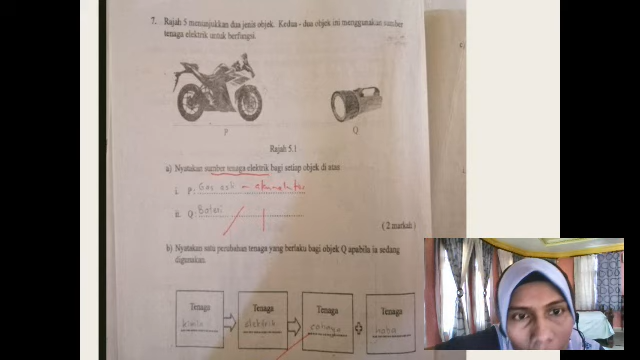 7. Rajah 5 menunjukkan dua jenis objek. Kedua - dua objek ini menggunakan sumber
tenaga elektrik untuk berfungsi.
P
Q
Rajah 5.1
a) Nyatakan sumber tenaga elektrik bagi setiap objek di atas
i. P: - akumulator
ii. Q: Bateri
( 2 markah )
b) Nyatakan satu perubahan tenaga yang berlaku bagi objek Q apabila ia sedang
digunakan.
Tenaga Tenaga Tenaga Tenaga
kimia elektrik cahaya haba